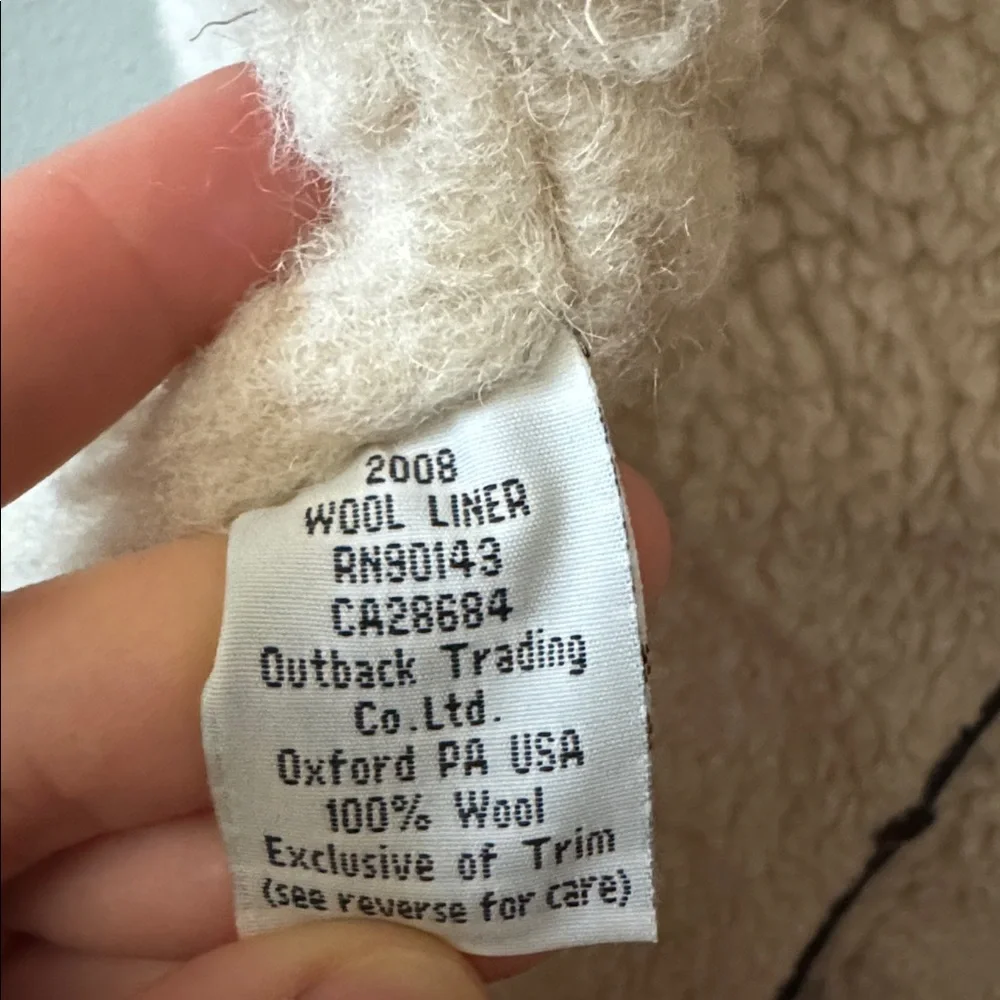 2008
WOOL LINER
RN90143
CA28684
Outback Trading
Co.Ltd.
Oxford PA USA
100% Wool
Exclusive of Trim
(see reverse for care)